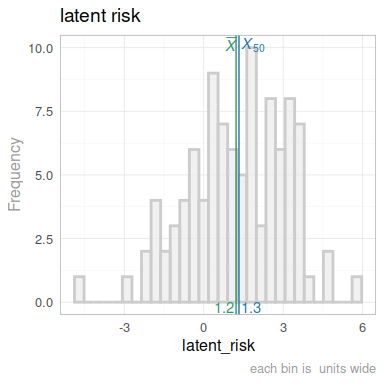 latent risk
X̅ X50
10.0
7.5
5.0
2.5
0.0
Frequency
1.2 1.3
-3 0 3 6
latent_risk
each bin is  units wide